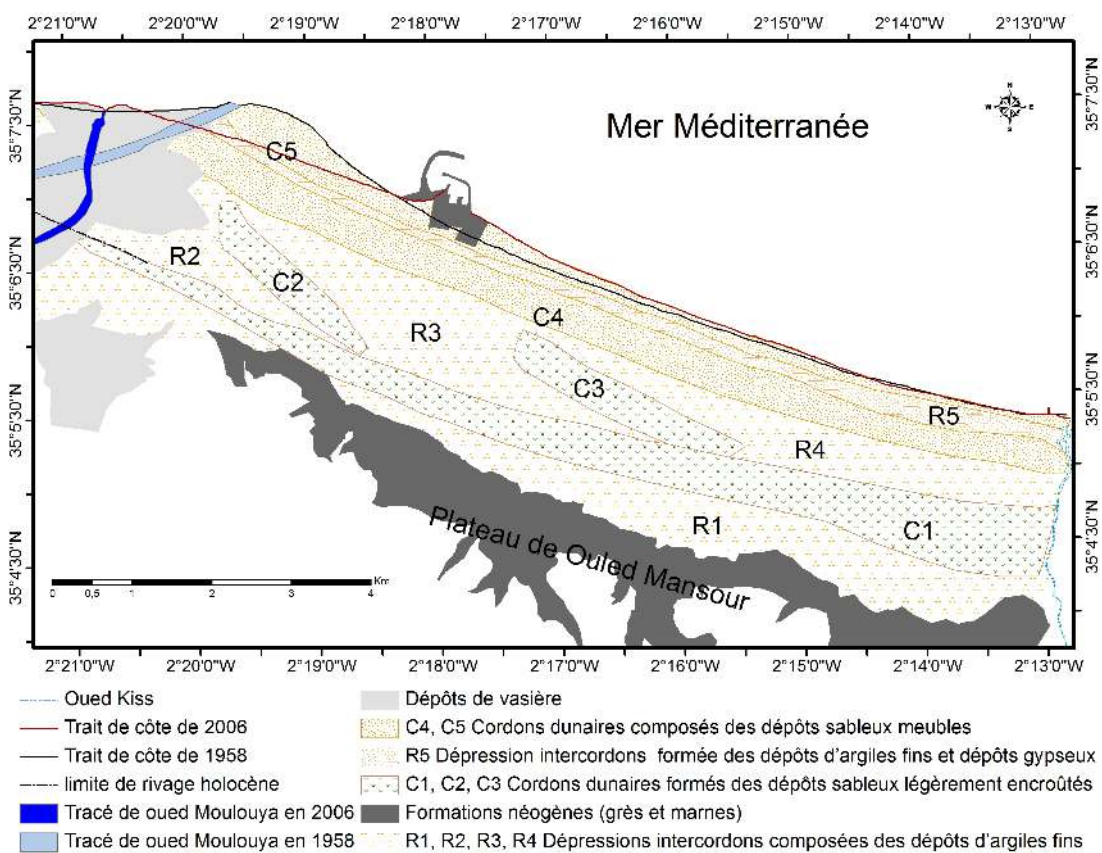 2°21'0"W 2°20'0"W 2°19'0"W 2°18'0"W 2°17'0"W 2°16'0"W 2°15'0"W 2°14'0"W 2°13'0"W
35°7'30"N
35°6'30"N
35°5'30"N
35°4'30"N
35°7'30"N
35°6'30"N
35°5'30"N
35°4'30"N
N
W E
S
Mer Méditerranée
C5
R2
C2
R3
C4
C3
R5
R4
R1
C1
Plateau de Ouled Mansour
Km
0 0,5 1 2 3 4
2°21'0"W 2°20'0"W 2°19'0"W 2°18'0"W 2°17'0"W 2°16'0"W 2°15'0"W 2°14'0"W 2°13'0"W
Oued Kiss
Trait de côte de 2006
Trait de côte de 1958
limite de rivage holocène
Tracé de oued Moulouya en 2006
Tracé de oued Moulouya en 1958
Dépôts de vasière
C4, C5 Cordons dunaires composés des dépôts sableux meubles
R5 Dépression intercordons formée des dépôts d'argiles fins et dépôts gypseux
C1, C2, C3 Cordons dunaires formés des dépôts sableux légèrement encroûtés
Formations néogènes (grès et marnes)
R1, R2, R3, R4 Dépressions intercordons composées des dépôts d'argiles fins